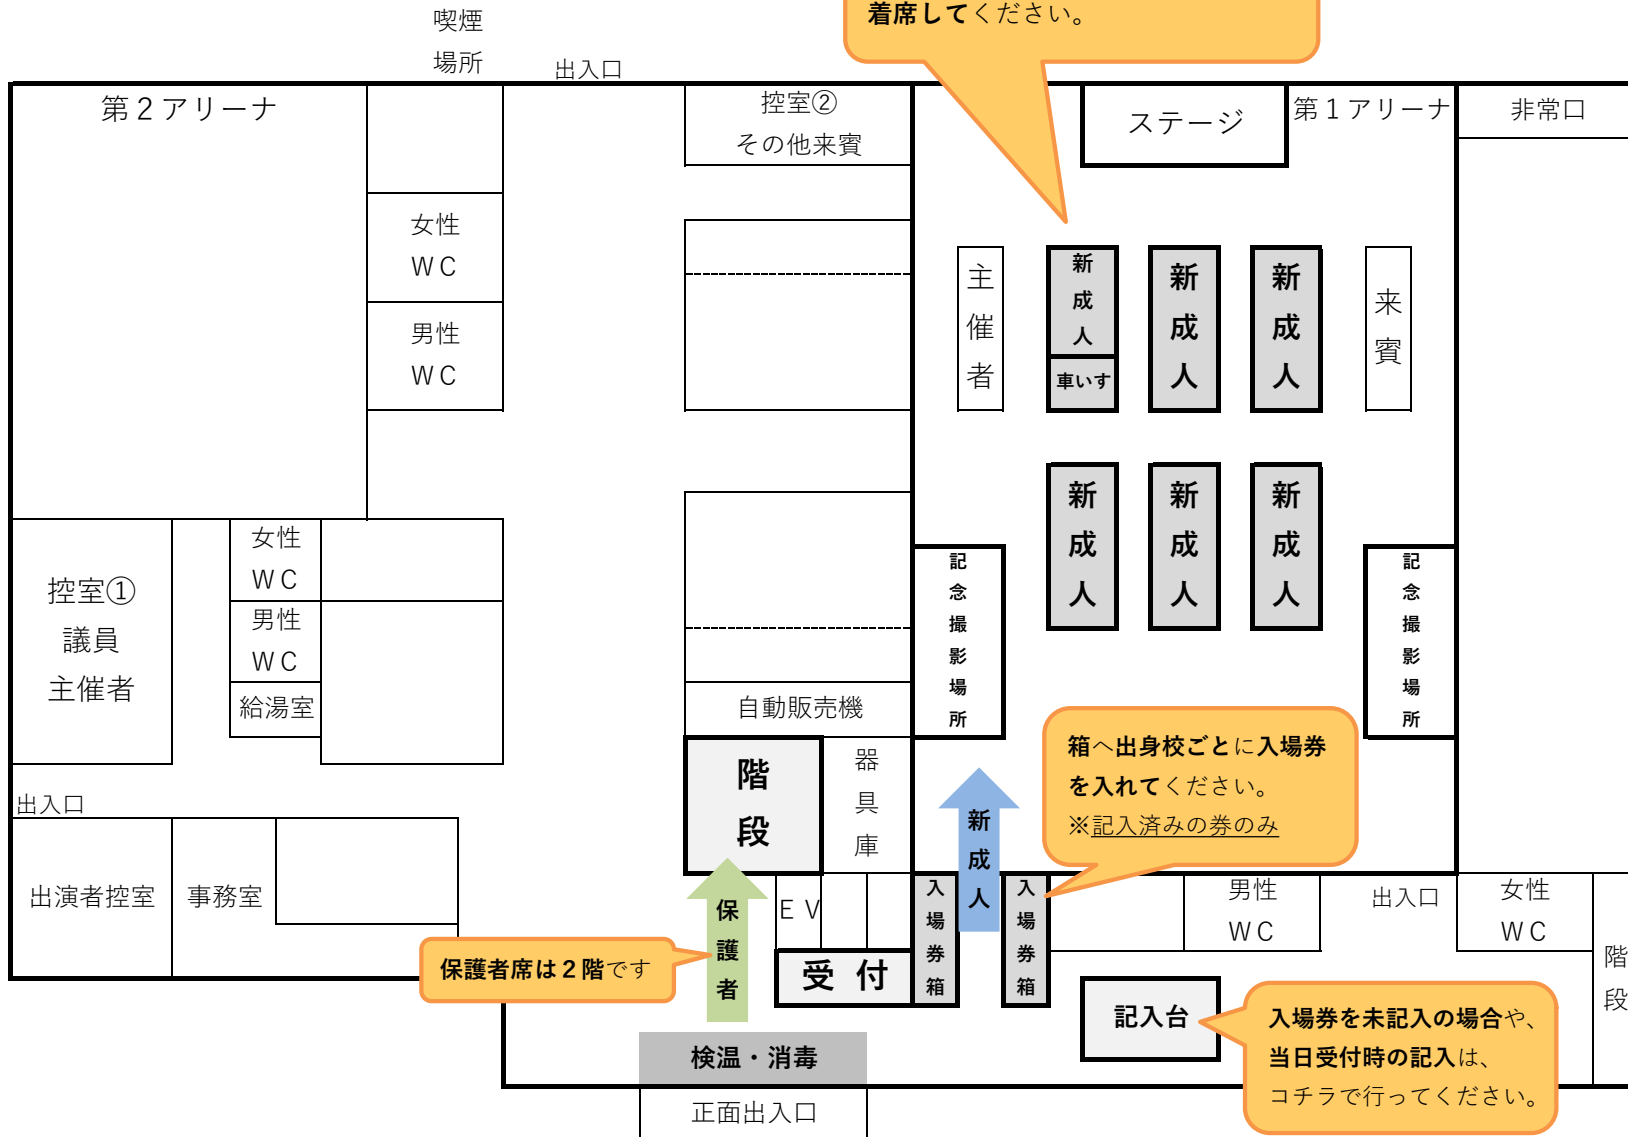 着席してください。
喫煙
場所
出入口
第２アリーナ
控室②
その他来賓
ステージ
第１アリーナ
非常口
女性
ＷＣ
男性
ＷＣ
主催者
新成人
車いす
新成人
新成人
来賓
新成人
新成人
新成人
控室①
議員
主催者
女性
ＷＣ
男性
ＷＣ
給湯室
記念撮影場所
記念撮影場所
自動販売機
階段
器具庫
箱へ出身校ごとに入場券
を入れてください。
※記入済みの券のみ
新成人
出入口
出演者控室
事務室
保護者
ＥＶ
入場券箱
入場券箱
男性
ＷＣ
出入口
女性
ＷＣ
階段
保護者席は２階です
受付
記入台
入場券を未記入の場合や、
当日受付時の記入は、
コチラで行ってください。
検温・消毒
正面出入口